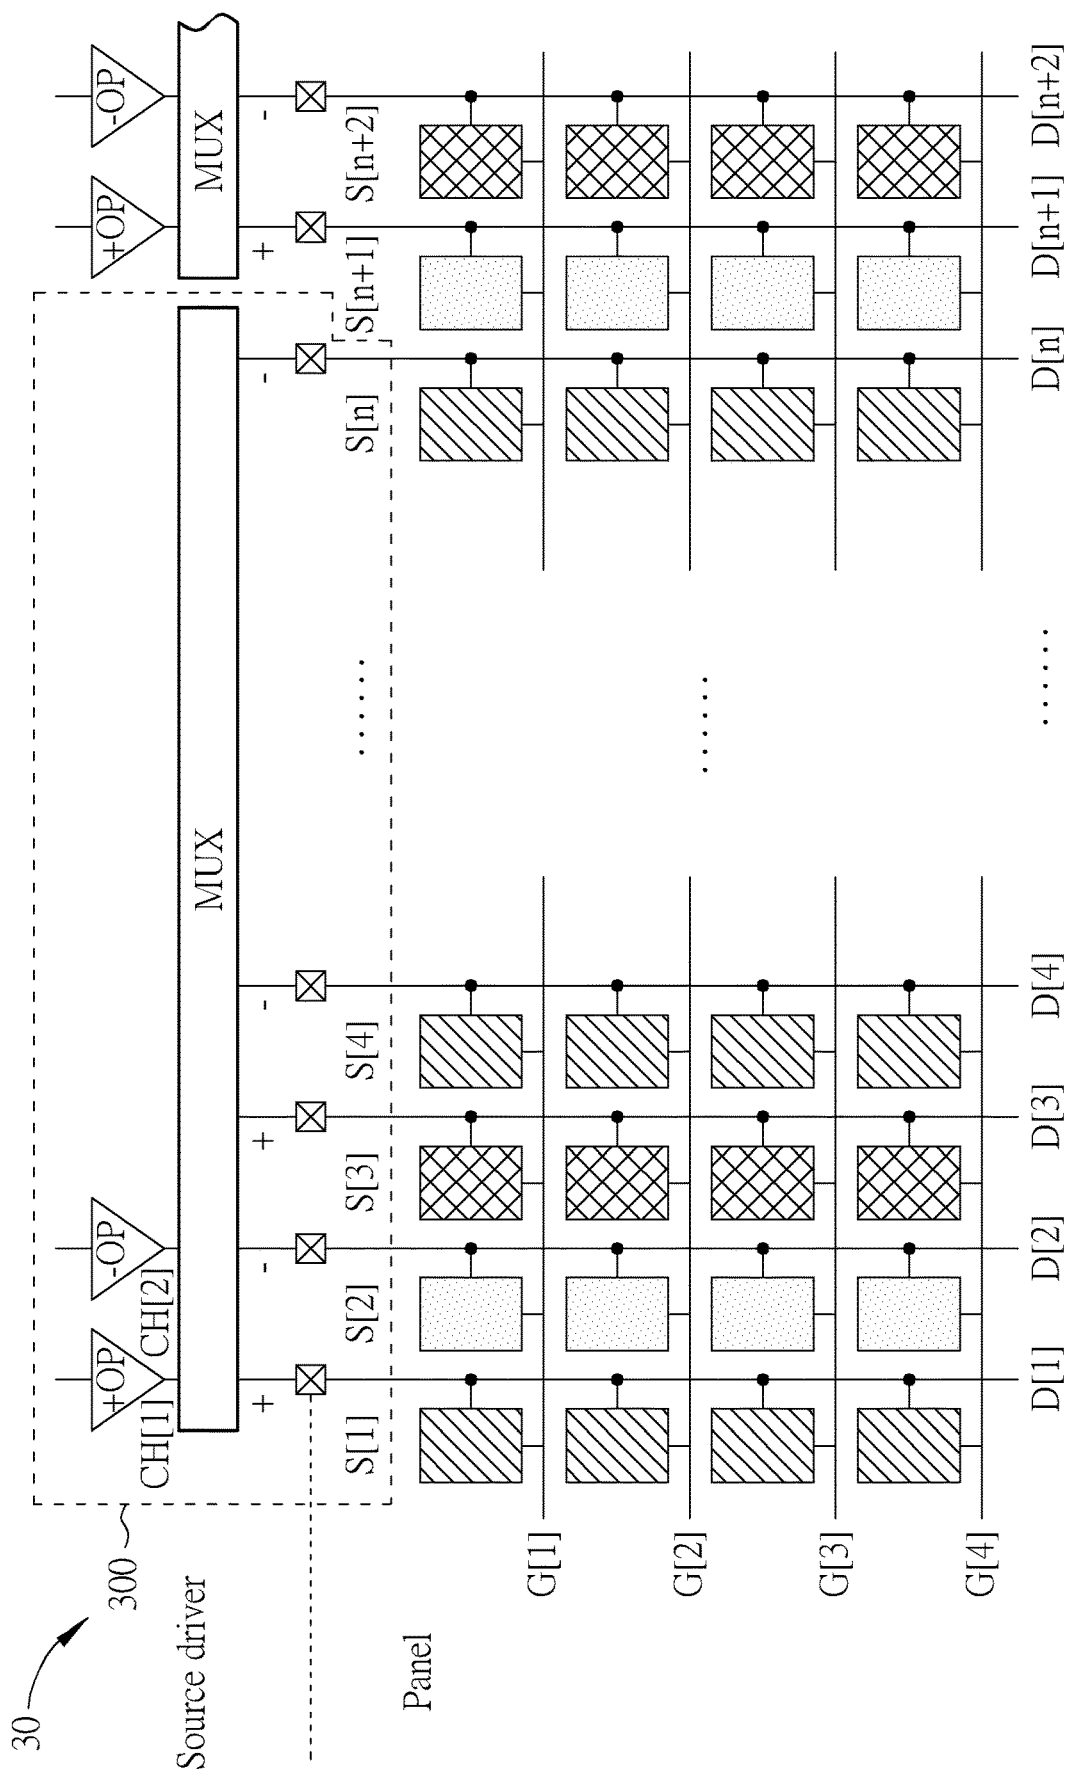 30
300
Source driver
Panel
+OP
-OP
+OP
-OP
CH[1]
CH[2]
MUX
MUX
+
-
+
-
-
+
-
S[1]
S[2]
S[3]
S[4]
......
S[n]
S[n+1]
S[n+2]
G[1]
G[2]
......
G[3]
G[4]
D[1]
D[2]
D[3]
D[4]
......
D[n]
D[n+1]
D[n+2]